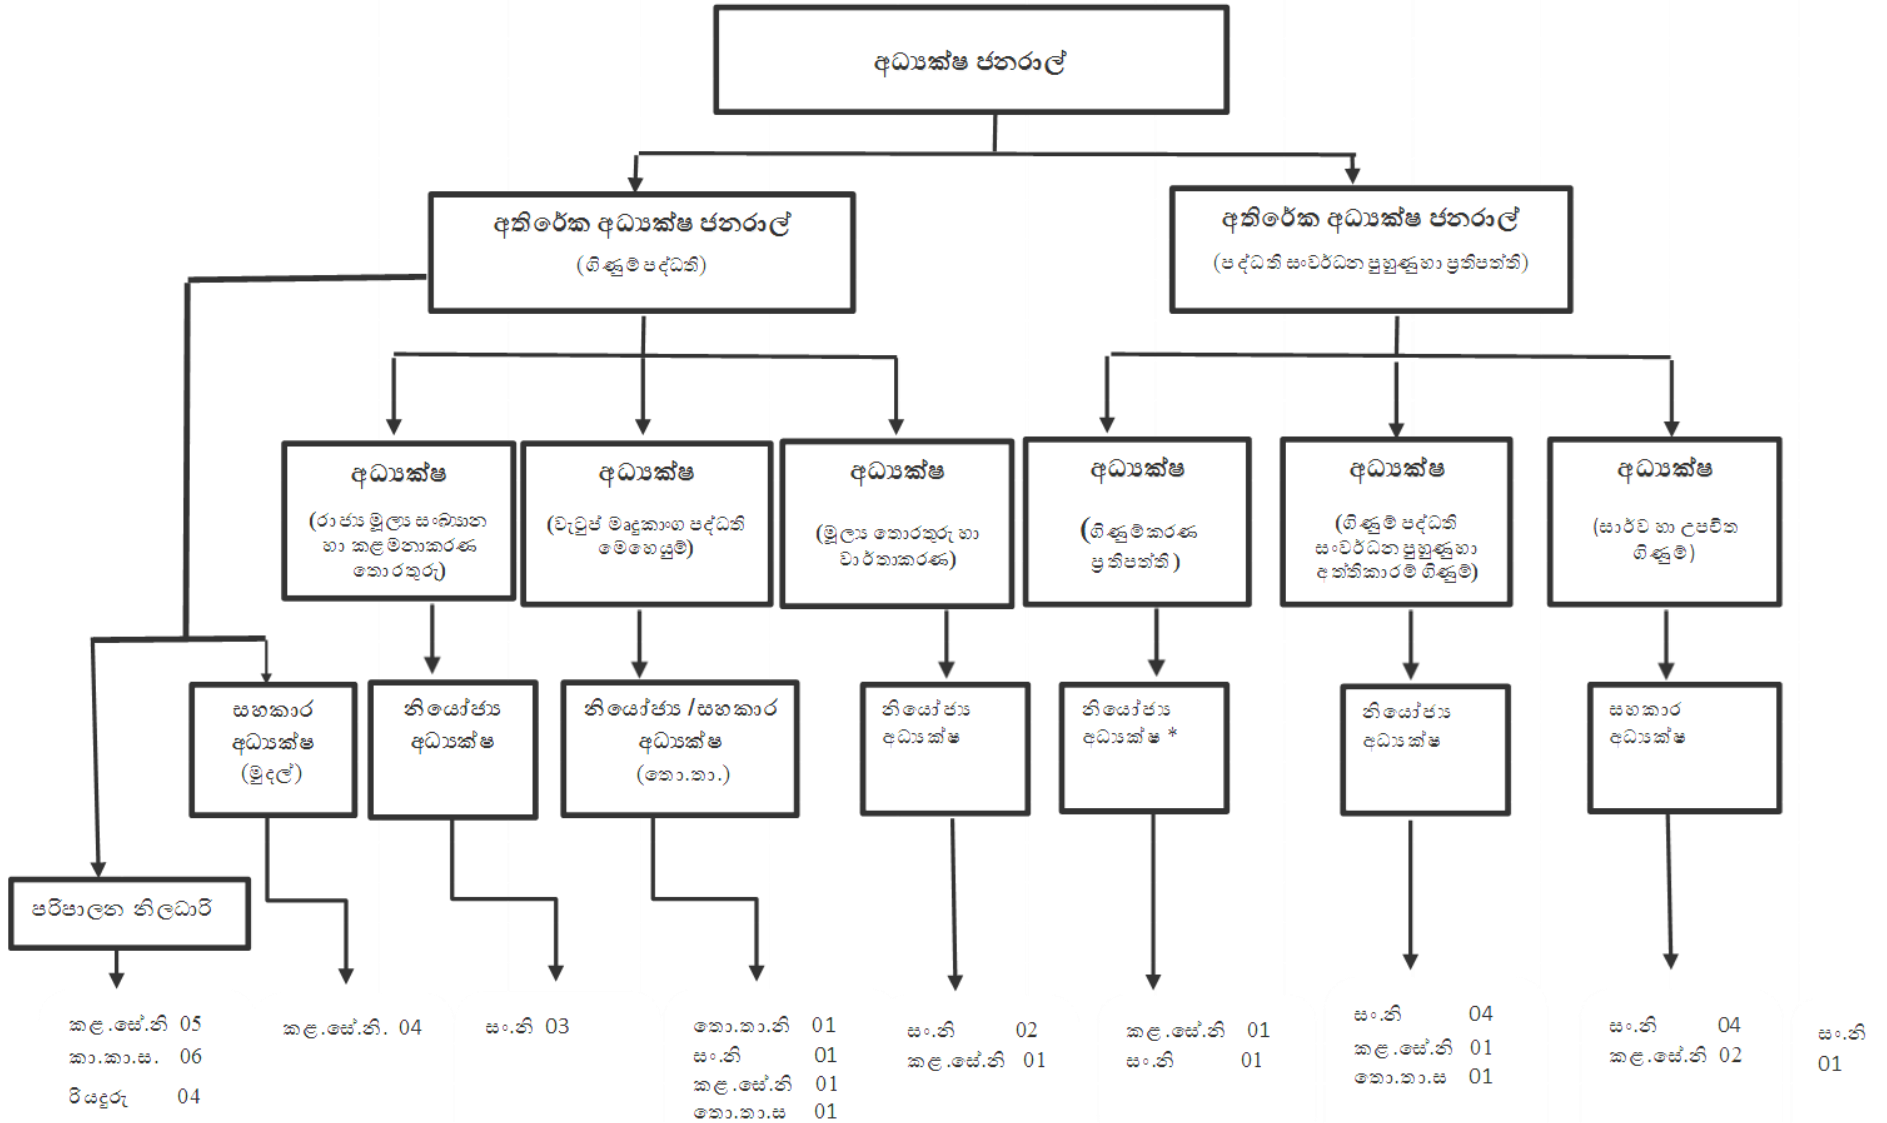 අධ්‍යක්ෂ ජනරාල්
අතිරේක අධ්‍යක්ෂ ජනරාල්
(ගිණුම් පද්ධති)
අතිරේක අධ්‍යක්ෂ ජනරාල්
(පද්ධති සංවර්ධන පුහුණුහා ප්‍රතිපත්ති)
අධ්‍යක්ෂ
(රාජ්‍ය මූල්‍ය සංඛ්‍යාන
හා කළමනාකරණ
තොරතුරු)
අධ්‍යක්ෂ
(වැටුප් මෘදුකාංග පද්ධති
මෙහෙයුම්)
අධ්‍යක්ෂ
(මූල්‍ය තොරතුරු හා
වාර්තාකරණ)
අධ්‍යක්ෂ
(ගිණුම්කරණ
ප්‍රතිපත්ති)
අධ්‍යක්ෂ
(ගිණුම් පද්ධති
සංවර්ධන පුහුණුහා
අත්තිකාරම් ගිණුම්)
අධ්‍යක්ෂ
(සාර්ව හා උපචිත
ගිණුම්)
සහකාර
අධ්‍යක්ෂ
(මුදල්)
නියෝජ්‍ය
අධ්‍යක්ෂ
නියෝජ්‍ය /සහකාර
අධ්‍යක්ෂ
(තො.තා.)
නියෝජ්‍ය
අධ්‍යක්ෂ
නියෝජ්‍ය
අධ්‍යක්ෂ *
නියෝජ්‍ය
අධ්‍යක්ෂ
සහකාර
අධ්‍යක්ෂ
පරිපාලන නිලධාරී
කළ.සේ.නි 05
කා.කා.ස. 06
රියදුරු 04
කළ.සේ.නි. 04
සං.නි 03
තො.තා.නි 01
සං.නි 01
කළ.සේ.නි 01
තො.තා.ස 01
සං.නි 02
කළ.සේ.නි 01
කළ.සේ.නි 01
සං.නි 01
සං.නි 04
කළ.සේ.නි 01
තො.තා.ස 01
සං.නි 04
කළ.සේ.නි 02
සං.නි
01